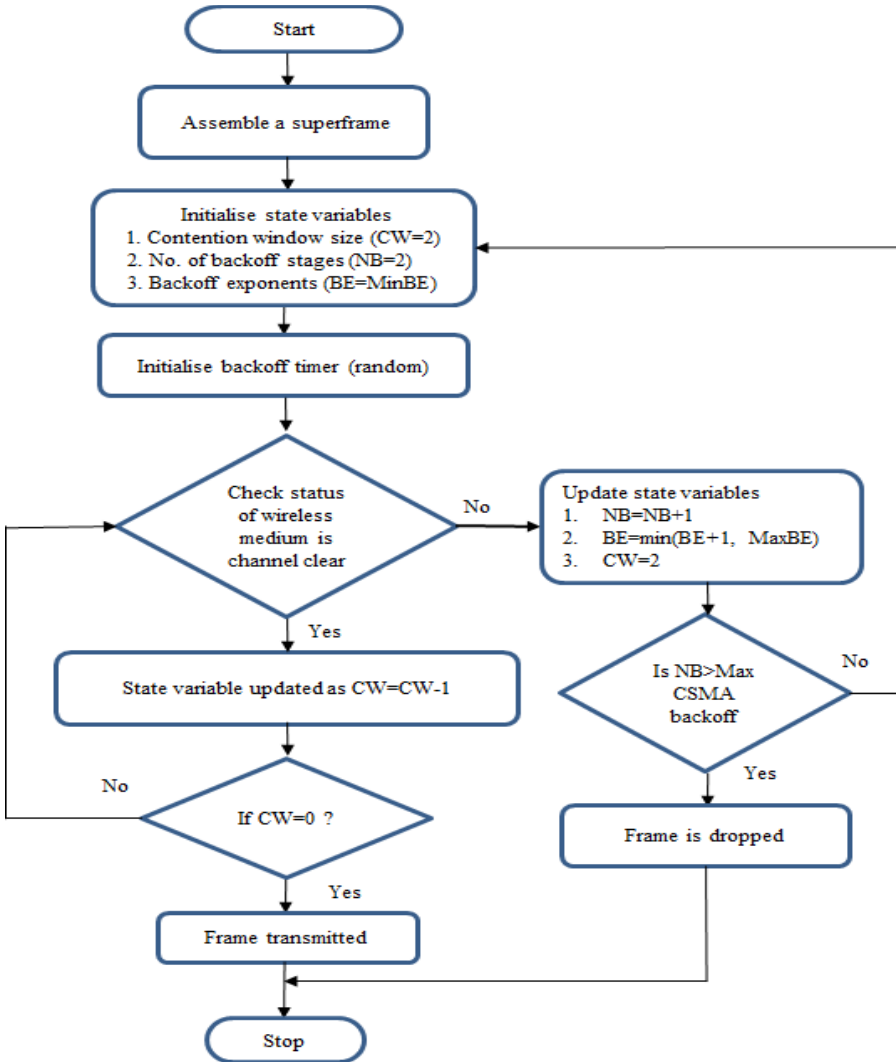 Start
Assemble a superframe
Initialise state variables
1. Contention window size (CW=2)
2. No. of backoff stages (NB=2)
3. Backoff exponents (BE=MinBE)
Initialise backoff timer (random)
Check status
of wireless
medium is
channel clear
No
Update state variables
1. NB=NB+1
2. BE=min(BE+1, MaxBE)
3. CW=2
Yes
State variable updated as CW=CW-1
Is NB>Max
CSMA
backoff
No
Yes
No
If CW=0 ?
Frame is dropped
Yes
Frame transmitted
Stop